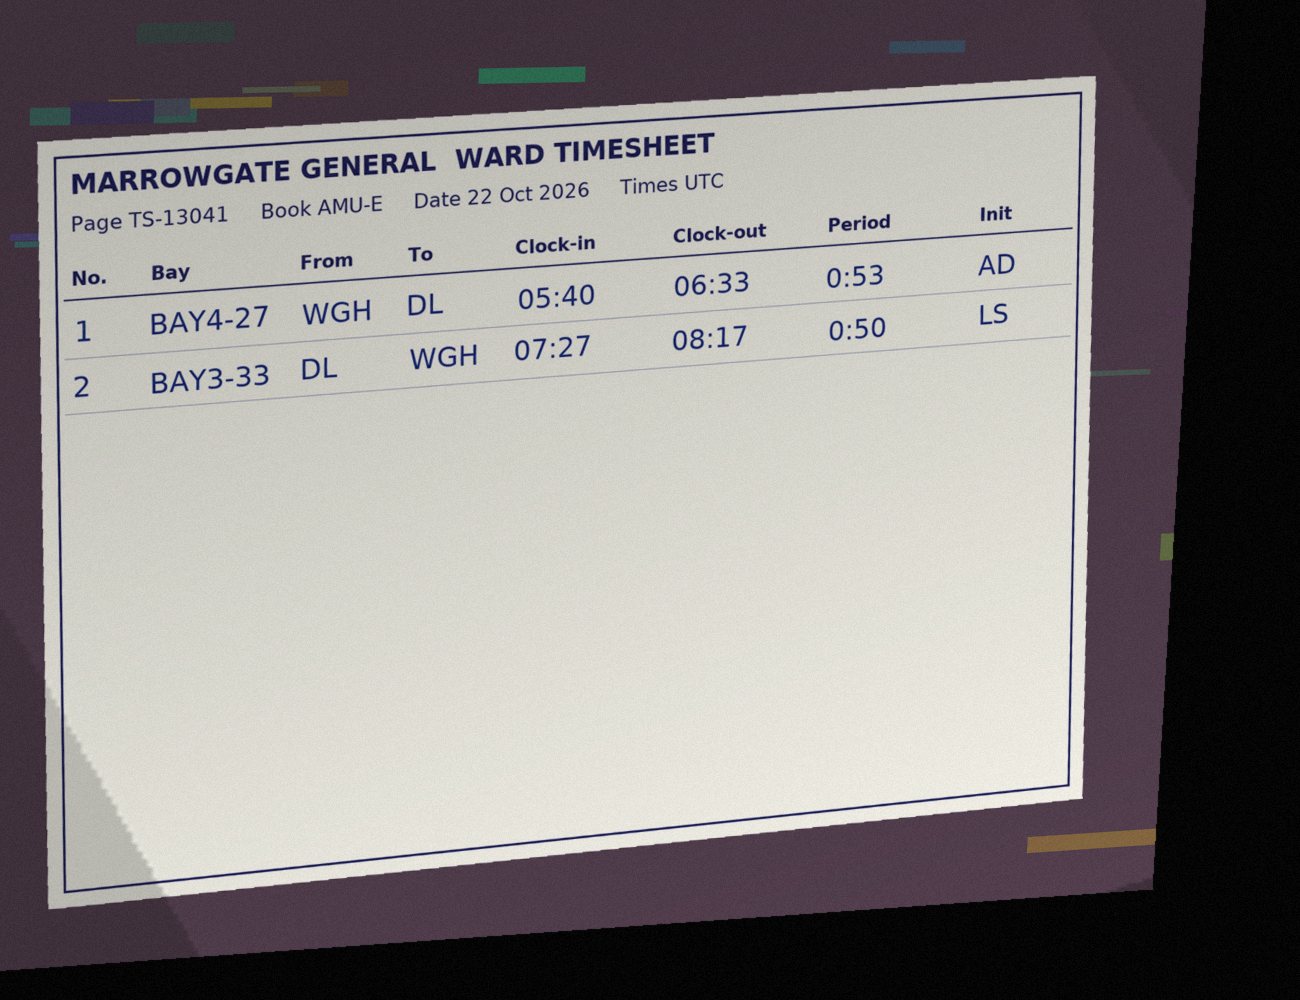 MARROWGATE GENERAL WARD TIMESHEET
Page TS-13041 Book AMU-E Date 22 Oct 2026 Times UTC
No. Bay From To Clock-in Clock-out Period Init
1 BAY4-27 WGH DL 05:40 06:33 0:53 AD
2 BAY3-33 DL WGH 07:27 08:17 0:50 LS